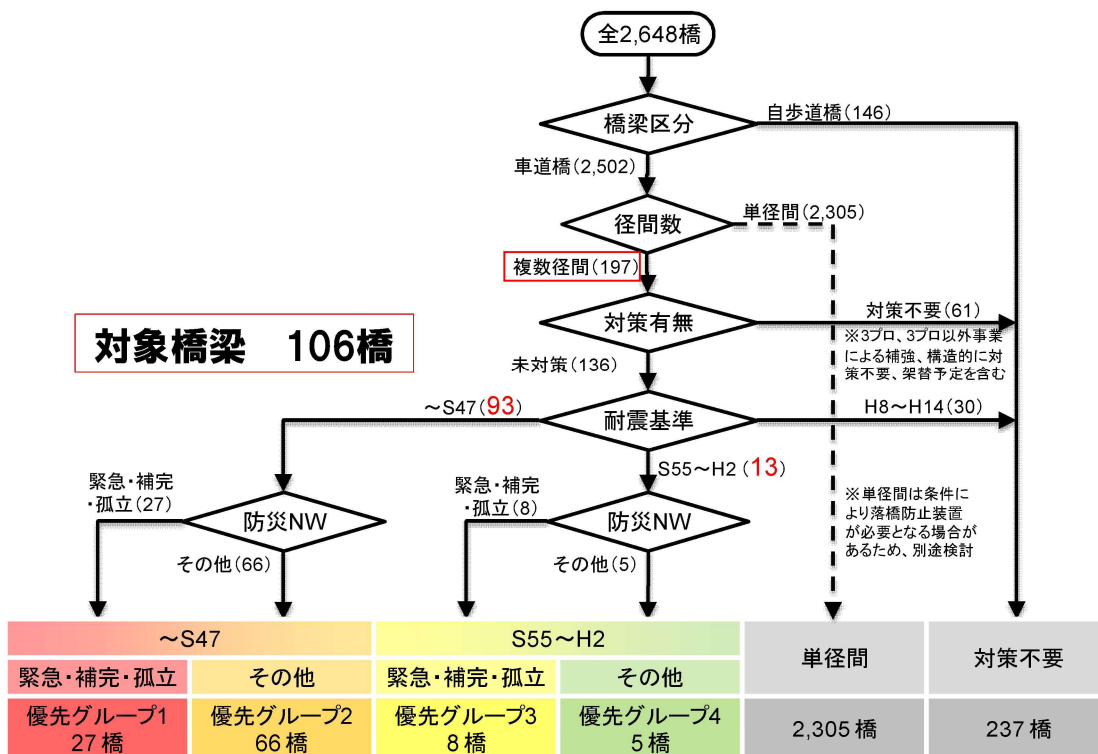 全2,648橋
橋梁区分
自歩道橋(146)
車道橋(2,502)
径間数
単径間(2,305)
複数径間(197)
対策有無
対策不要(61)
※3プロ、3プロ以外事業
による補強、構造的に対
策不要、架替予定を含む
対象橋梁　106橋
未対策(136)
～S47(93)
耐震基準
H8～H14(30)
S55～H2(13)
緊急・補完
・孤立(27)
防災NW
その他(66)
緊急・補完
・孤立(8)
防災NW
その他(5)
※単径間は条件に
より落橋防止装置
が必要となる場合が
あるため、別途検討
～S47
S55～H2
単径間
対策不要
緊急・補完・孤立
その他
緊急・補完・孤立
その他
優先グループ1
27橋
優先グループ2
66橋
優先グループ3
8橋
優先グループ4
5橋
2,305橋
237橋